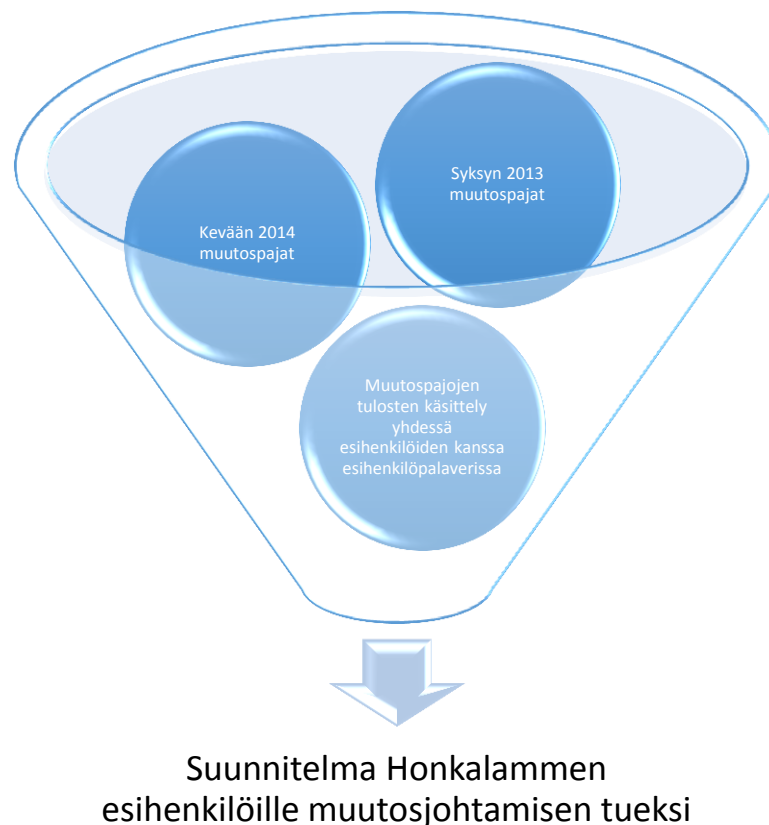 Syksyn 2013
muutospajat
Kevään 2014
muutospajat
Muutospajojen
tulosten käsittely
yhdessä
esihenkilöiden kanssa
esihenkilöpalaverissa
Suunnitelma Honkalammen
esihenkilöille muutosjohtamisen tueksi